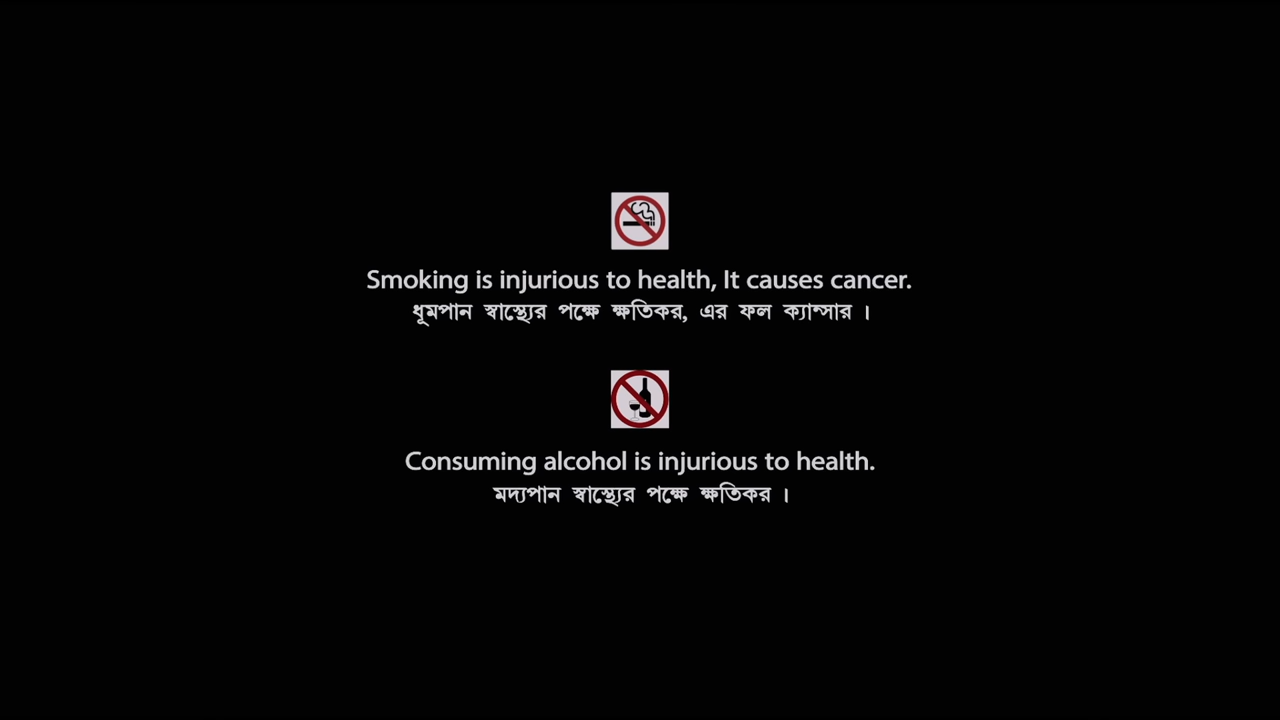 Smoking is injurious to health, It causes cancer.
ধূমপান স্বাস্থ্যের পক্ষে ক্ষতিকর, এর ফল ক্যান্সার ।
Consuming alcohol is injurious to health.
মদ্যপান স্বাস্থ্যের পক্ষে ক্ষতিকর ।